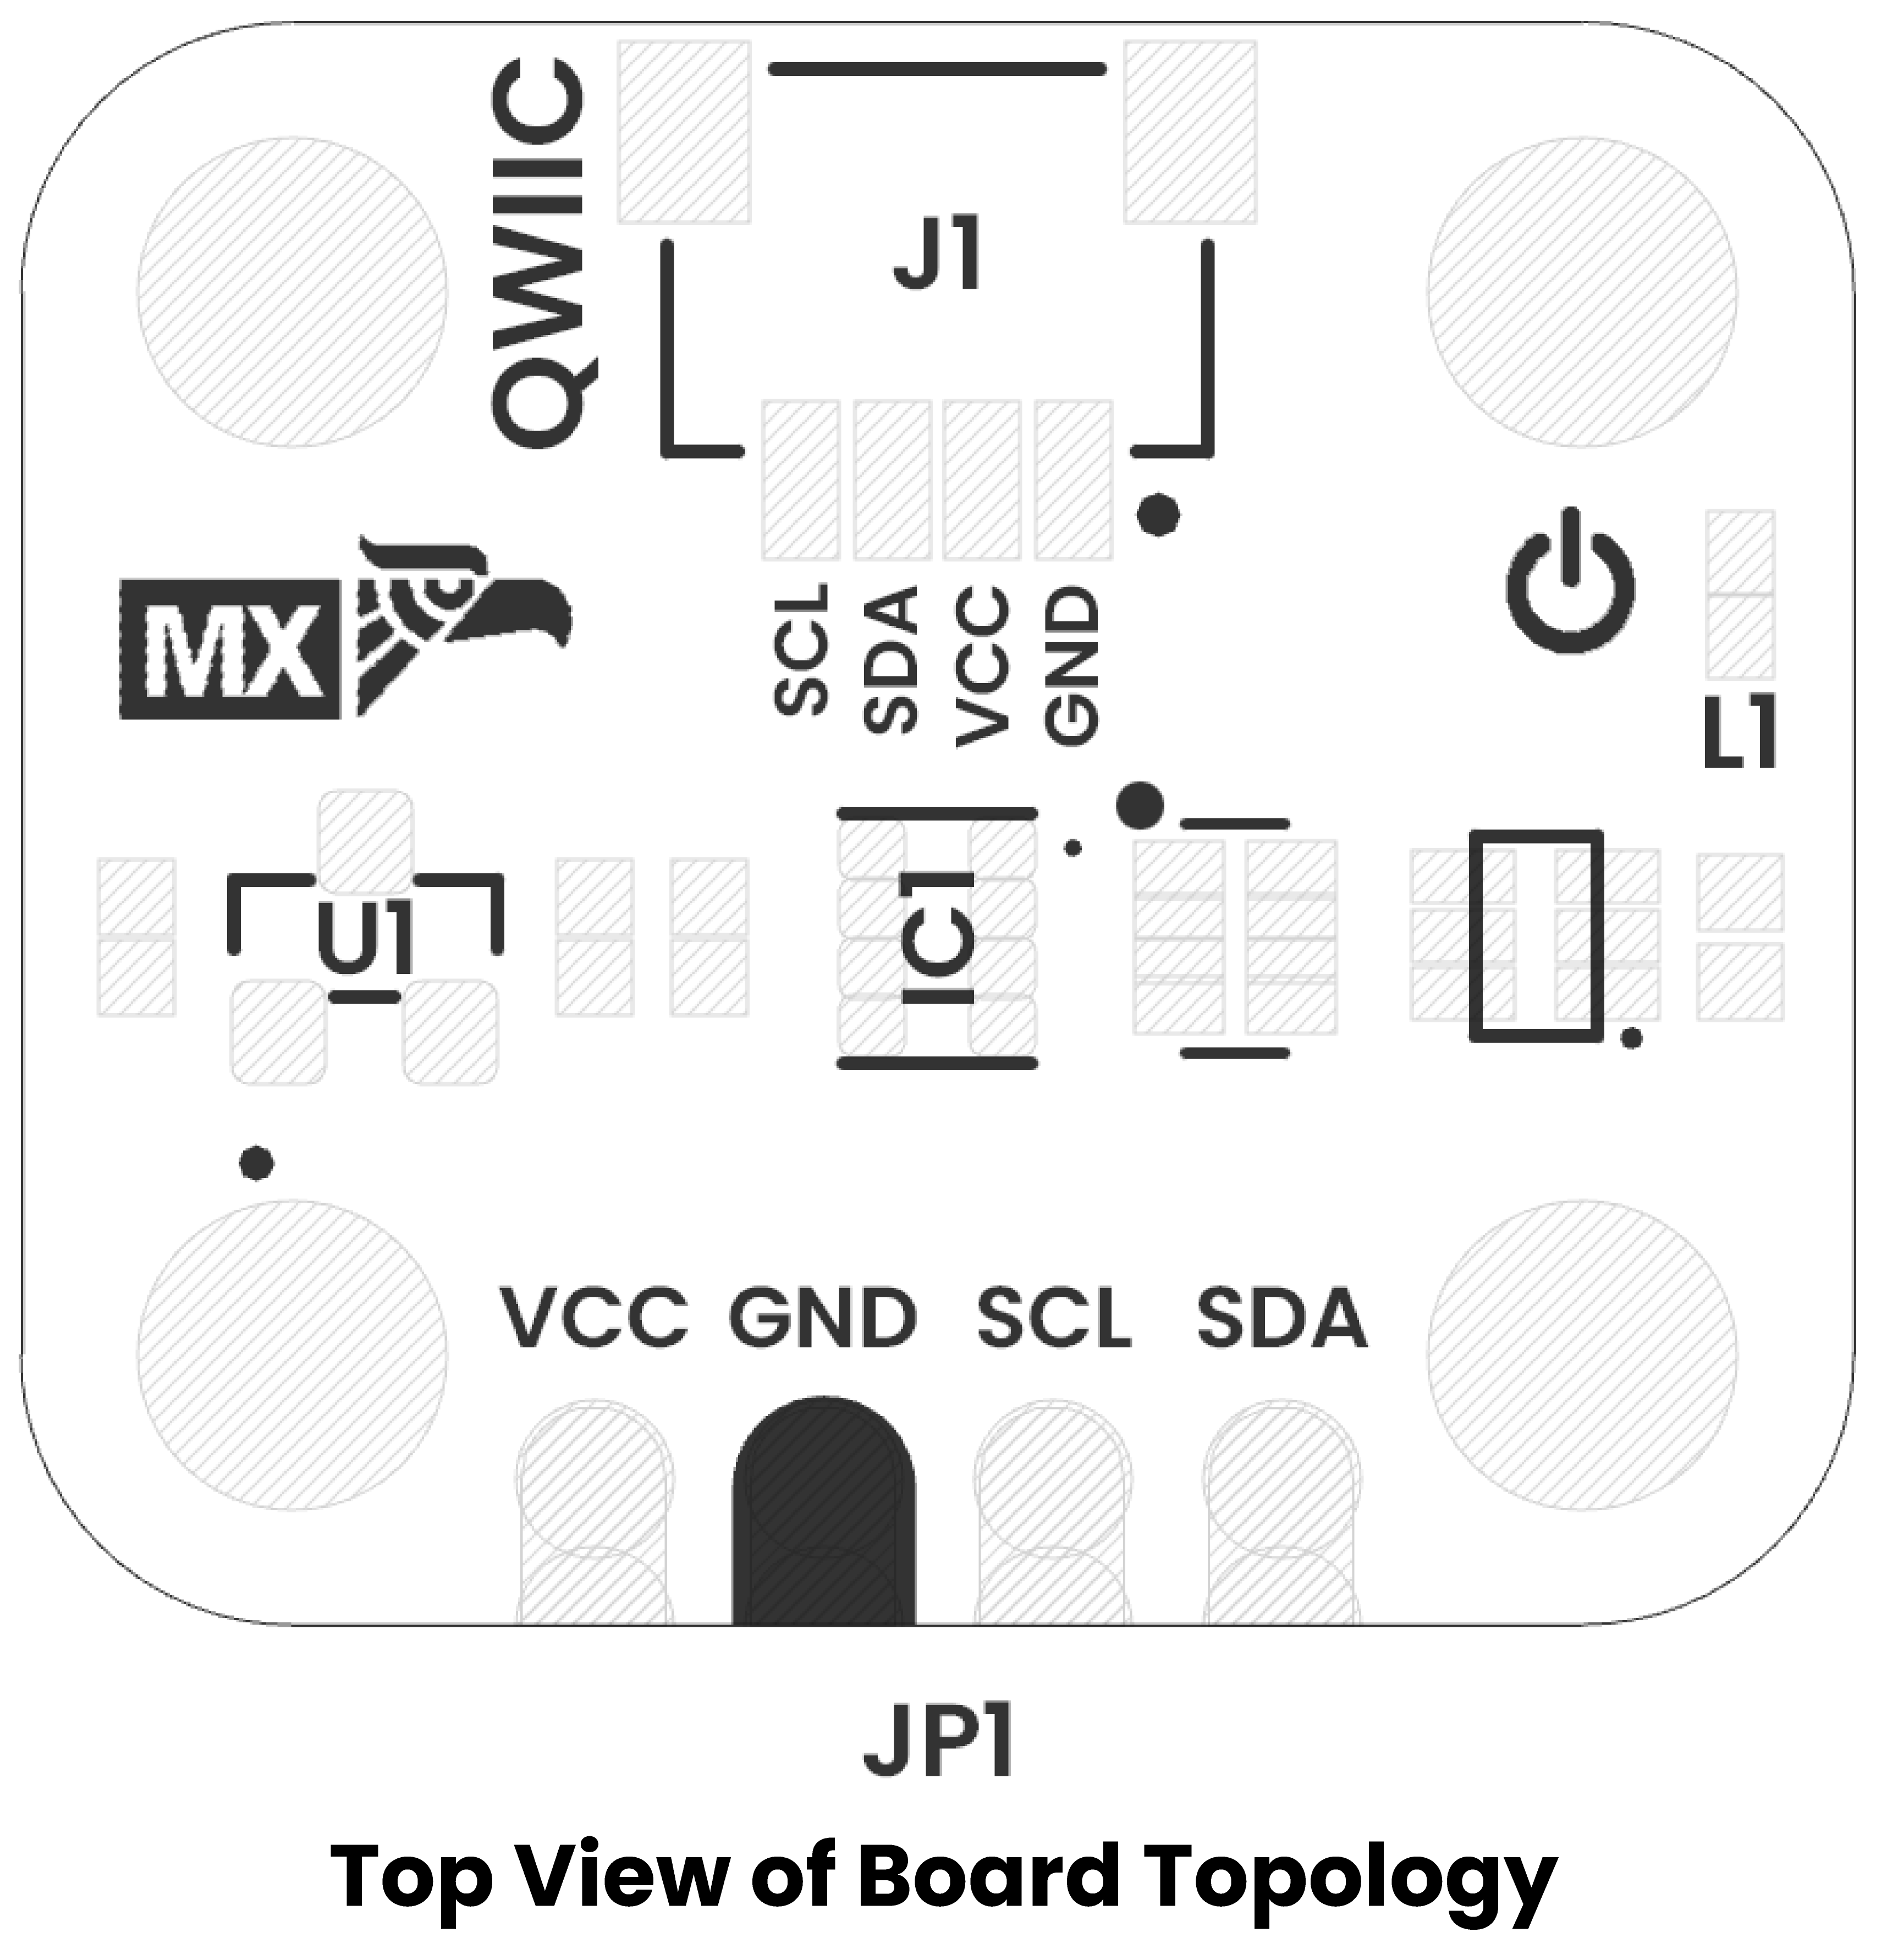 QWIIC
J1
SCL
SDA
VCC
GND
MX
L1
U1
IC1
VCC GND SCL SDA
JP1
Top View of Board Topology